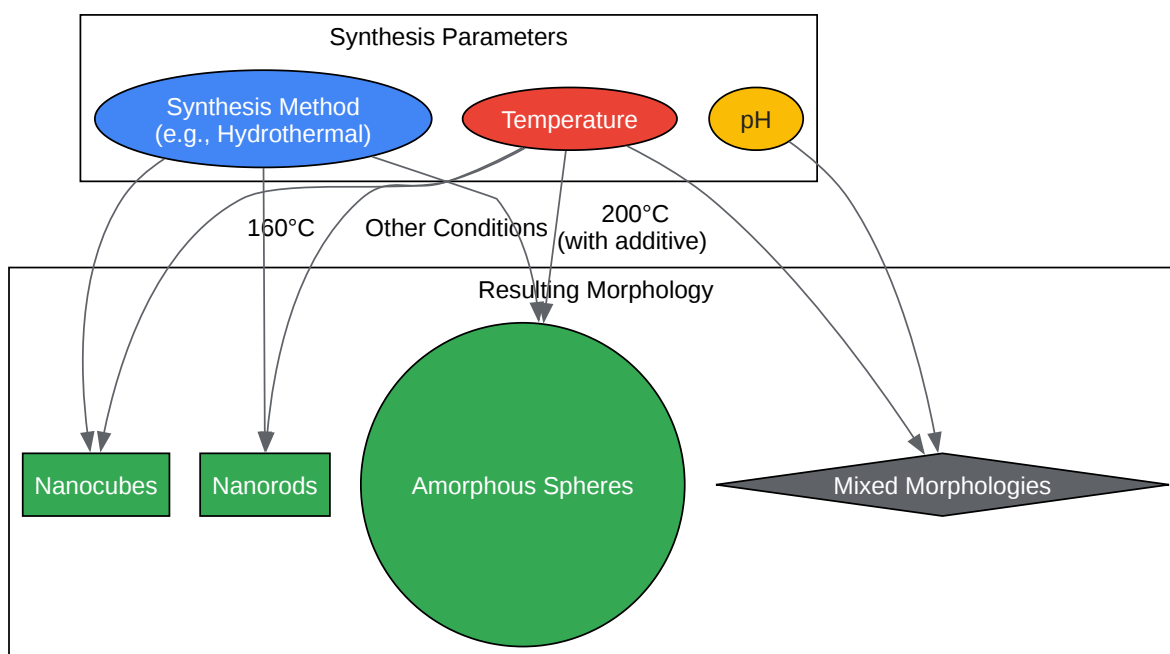 Synthesis Parameters
Synthesis Method
(e.g., Hydrothermal)
Temperature
pH
160°C
Other Conditions
200°C
(with additive)
Resulting Morphology
Nanocubes
Nanorods
Amorphous Spheres
Mixed Morphologies